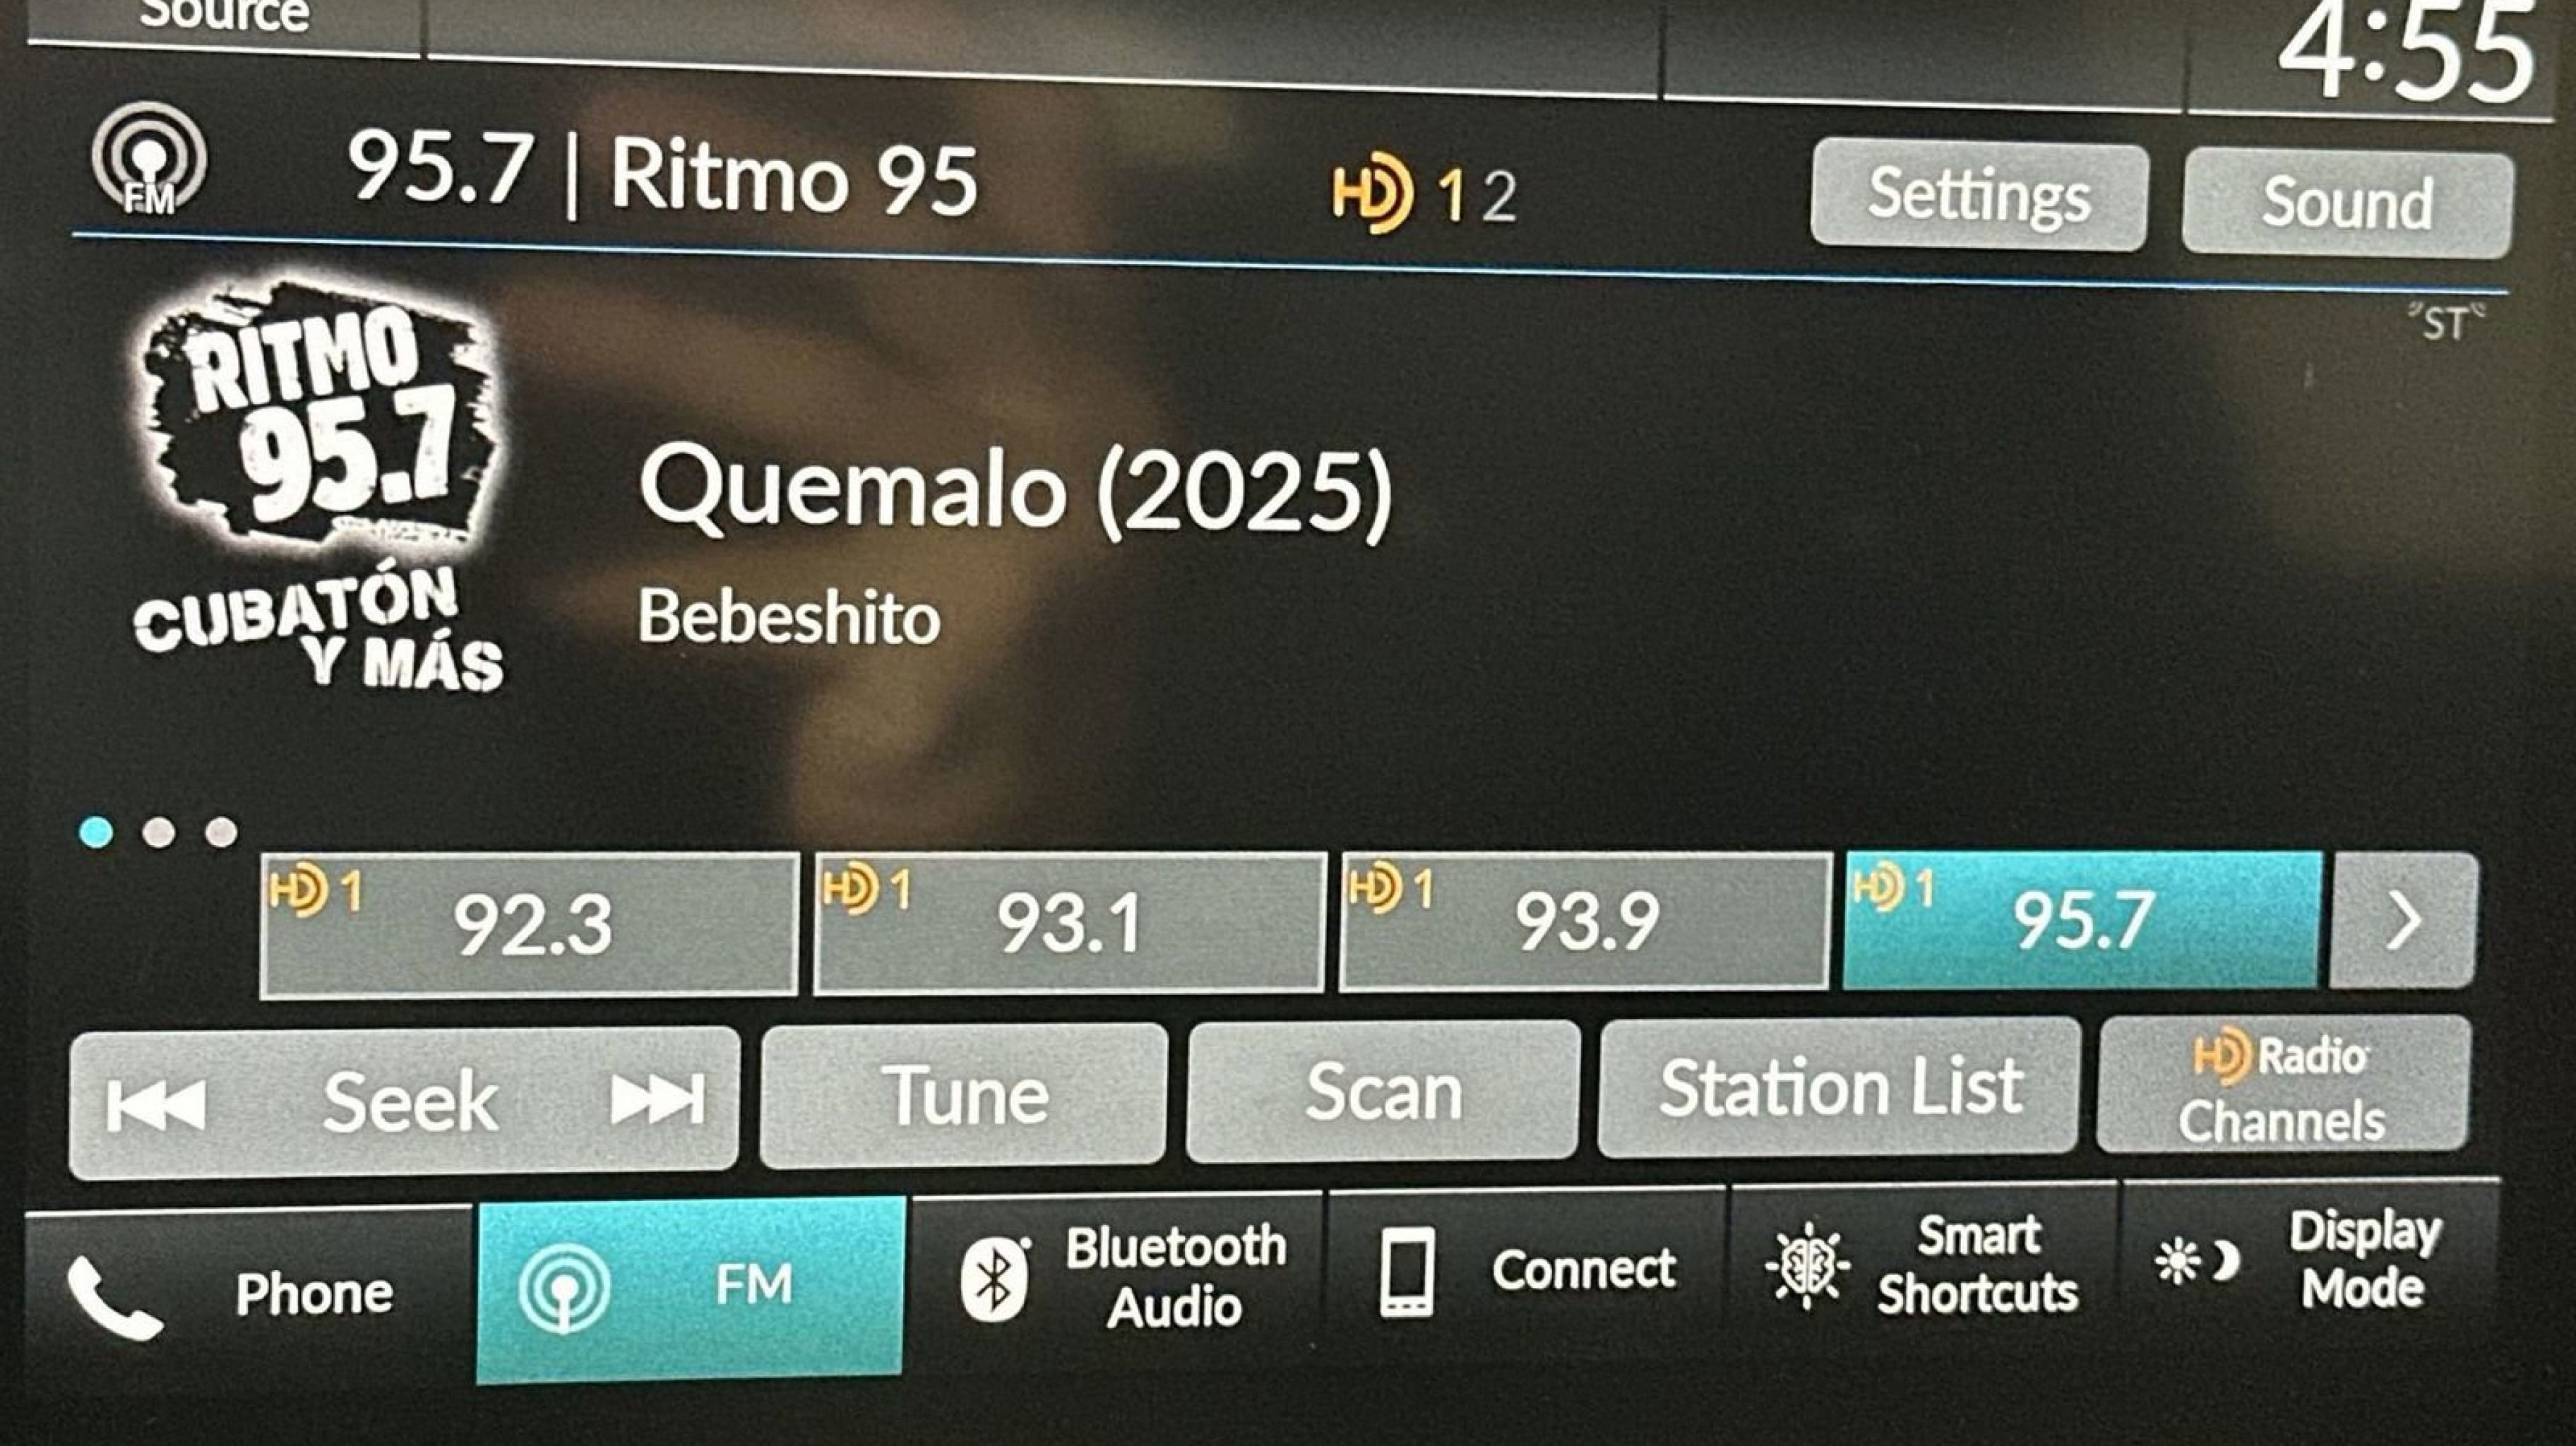 Source
4:55
FM
95.7 | Ritmo 95
HD 1 2
Settings
Sound
"ST"
RITMO
95.7
CUBATÓN
Y MÁS
Quemalo (2025)
Bebeshito
HD 1 92.3
HD 1 93.1
HD 1 93.9
HD 1 95.7
Seek
Tune
Scan
Station List
HD Radio
Channels
Phone
FM
Bluetooth
Audio
Connect
Smart
Shortcuts
Display
Mode